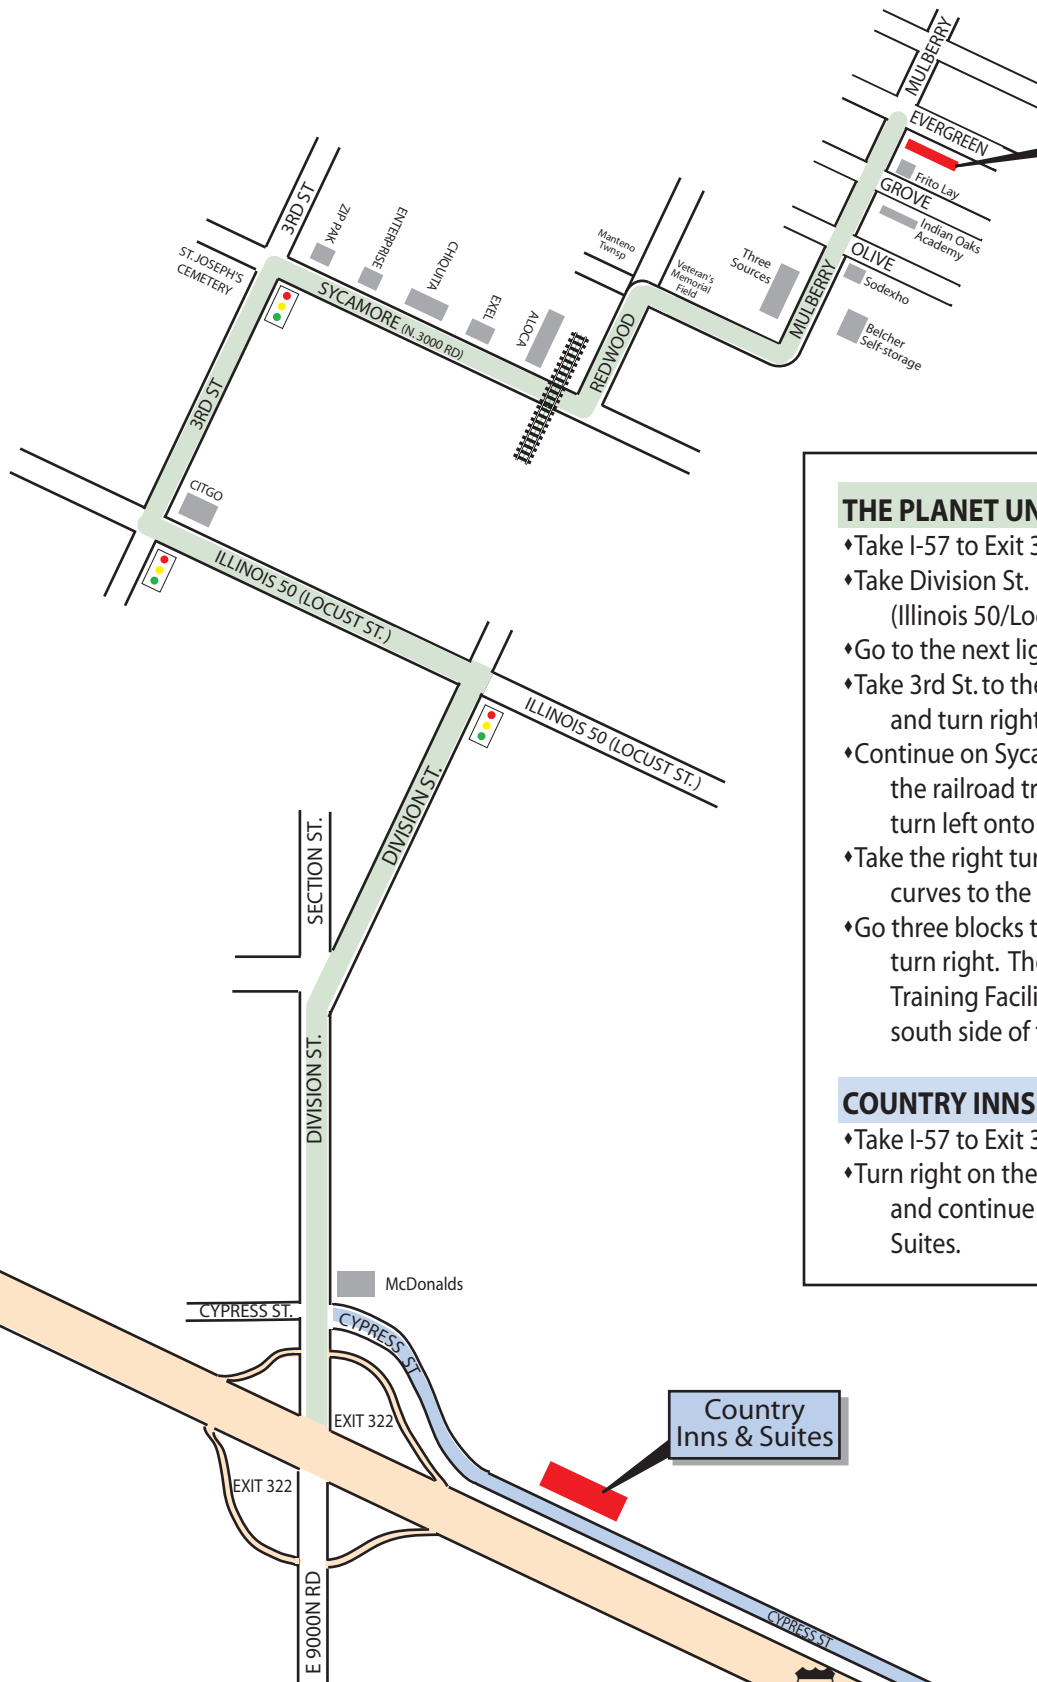 MULBERRY
EVERGREEN
Frito Lay
GROVE
Indian Oaks
Academy
OLIVE
Sodexho
MULBERRY
Belcher
Self-storage
Three
Sources
Veteran's
Memorial
Field
Manteno
Twnsp
REDWOOD
ALOCA
EXEL
CHIQUITA
ENTERPRISE
ZIP PAK
3RD ST
ST. JOSEPH'S
CEMETERY
SYCAMORE (N. 3000 RD)
3RD ST
CITGO
ILLINOIS 50 (LOCUST ST.)
ILLINOIS 50 (LOCUST ST.)
DIVISION ST.
SECTION ST.
DIVISION ST.
McDonalds
CYPRESS ST.
CYPRESS ST
EXIT 322
EXIT 322
E 9000N RD
Country
Inns & Suites
CYPRESS ST
THE PLANET UN
♦Take I-57 to Exit 3
♦Take Division St.
(Illinois 50/Lo
♦Go to the next lig
♦Take 3rd St. to the
and turn right
♦Continue on Syca
the railroad tr
turn left onto
♦Take the right tur
curves to the
♦Go three blocks t
turn right. The
Training Facili
south side of
COUNTRY INNS
♦Take I-57 to Exit 3
♦Turn right on the
and continue
Suites.